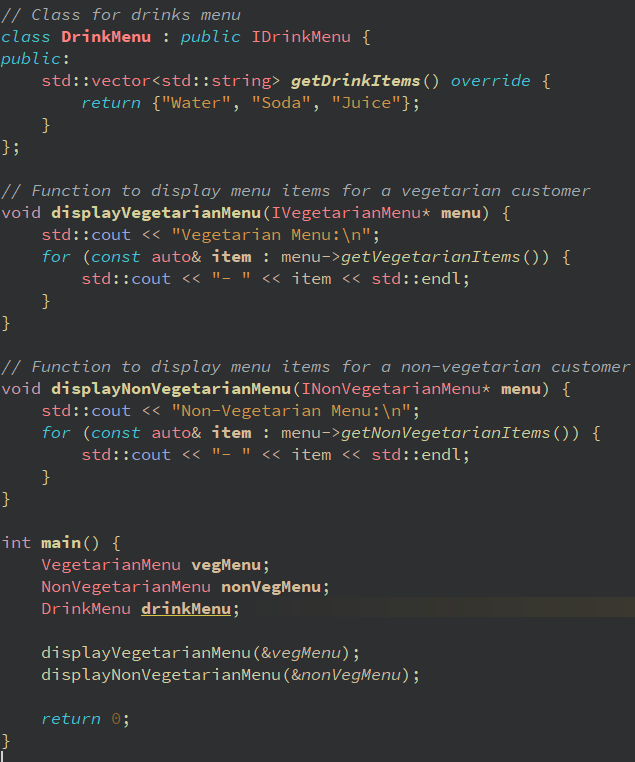 // Class for drinks menu
class DrinkMenu : public IDrinkMenu {
public:
    std::vector<std::string> getDrinkItems() override {
        return {"Water", "Soda", "Juice"};
    }
};

// Function to display menu items for a vegetarian customer
void displayVegetarianMenu(IVegetarianMenu* menu) {
    std::cout << "Vegetarian Menu:\n";
    for (const auto& item : menu->getVegetarianItems()) {
        std::cout << "- " << item << std::endl;
    }
}

// Function to display menu items for a non-vegetarian customer
void displayNonVegetarianMenu(INonVegetarianMenu* menu) {
    std::cout << "Non-Vegetarian Menu:\n";
    for (const auto& item : menu->getNonVegetarianItems()) {
        std::cout << "- " << item << std::endl;
    }
}

int main() {
    VegetarianMenu vegMenu;
    NonVegetarianMenu nonVegMenu;
    DrinkMenu drinkMenu;

    displayVegetarianMenu(&vegMenu);
    displayNonVegetarianMenu(&nonVegMenu);

    return 0;
}